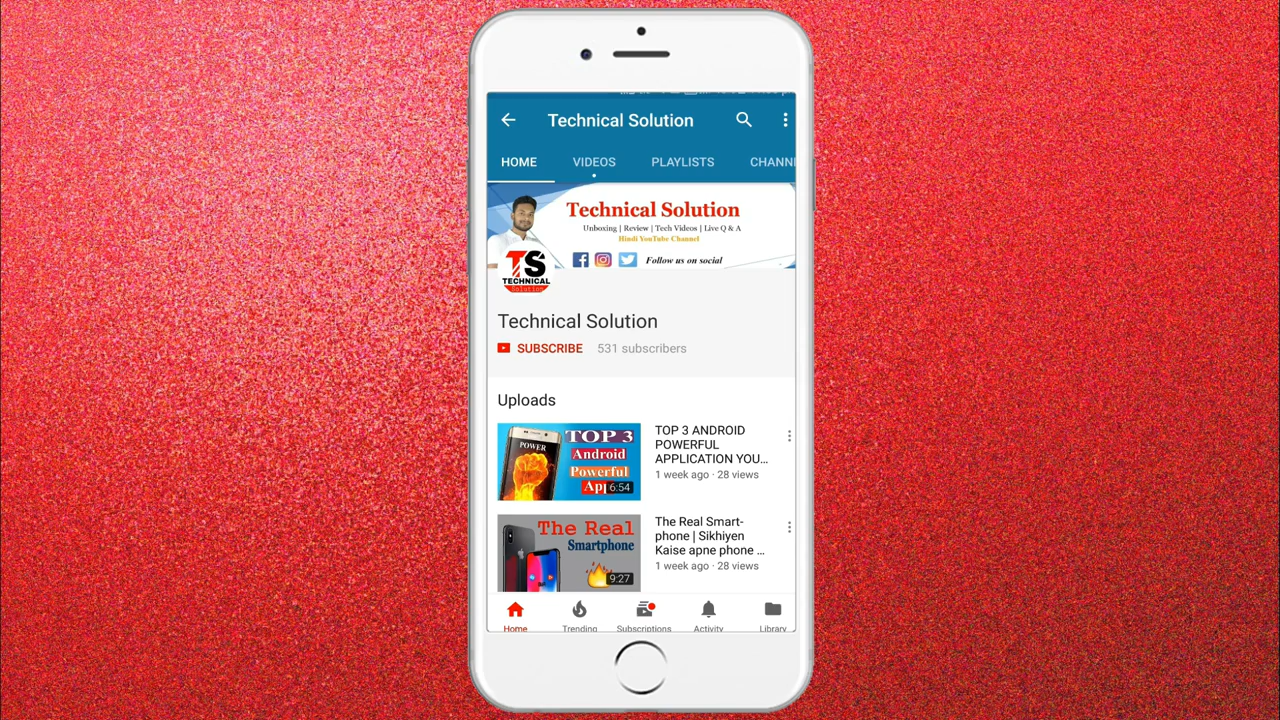 Technical Solution
HOME VIDEOS PLAYLISTS CHANN
Technical Solution
Unboxing | Review | Tech Videos | Live Q & A
Hindi YouTube Channel
Follow us on social
TS
TECHNICAL
Solution
Technical Solution
SUBSCRIBE 531 subscribers
Uploads
TOP 3
POWER
Android
Powerful
App
6:54
TOP 3 ANDROID
POWERFUL
APPLICATION YOU...
1 week ago · 28 views
The Real
Smartphone
9:27
The Real Smart-
phone | Sikhiyen
Kaise apne phone ...
1 week ago · 28 views
Home Trending Subscriptions Activity Library